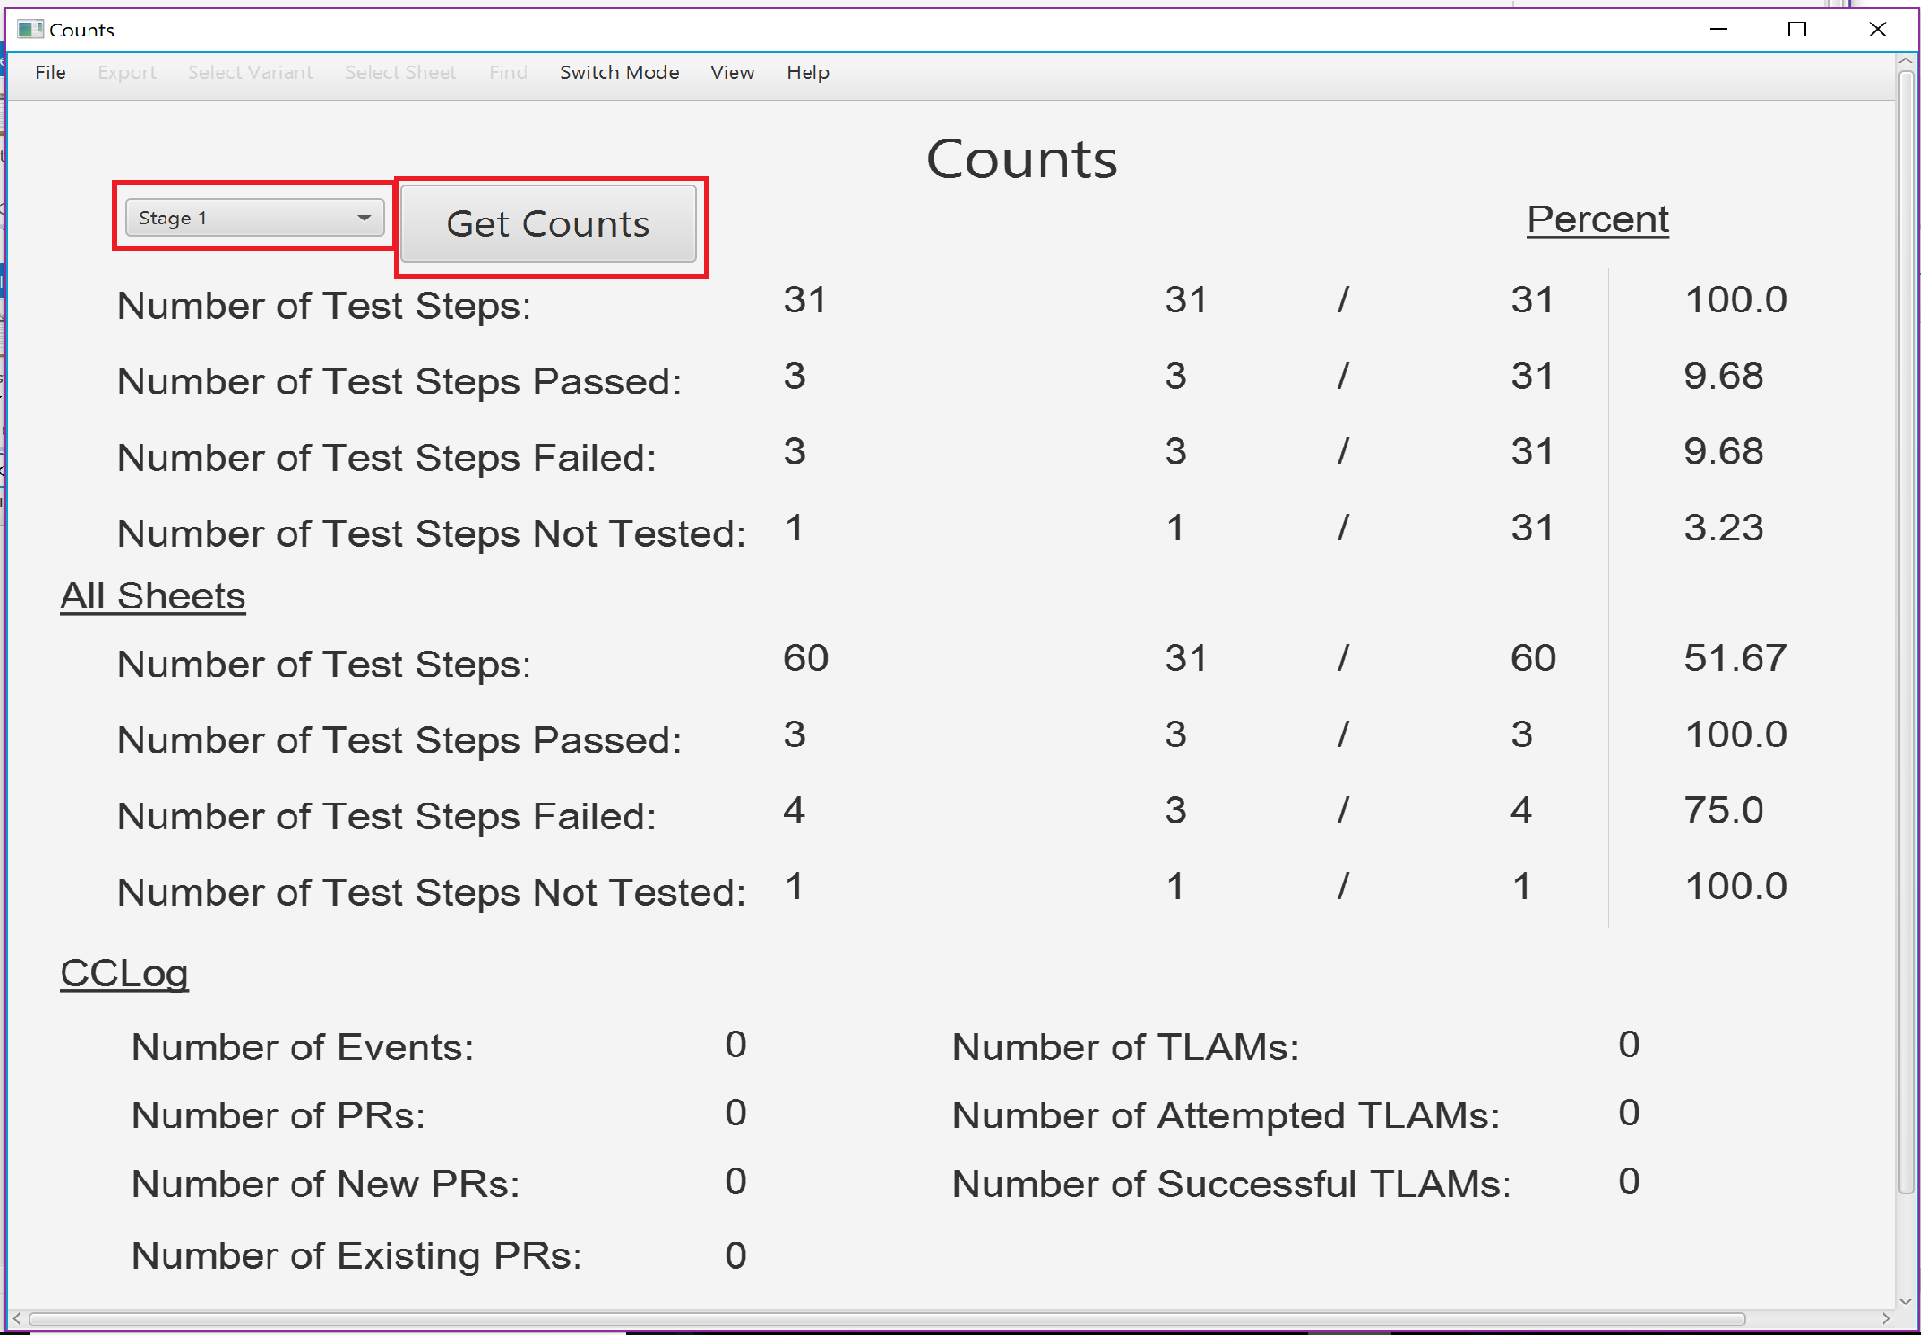 Counts
File Export Select Variant Select Sheet Find Switch Mode View Help
Counts
Stage 1 Get Counts Percent
Number of Test Steps: 31 31 / 31 100.0
Number of Test Steps Passed: 3 3 / 31 9.68
Number of Test Steps Failed: 3 3 / 31 9.68
Number of Test Steps Not Tested: 1 1 / 31 3.23
All Sheets
Number of Test Steps: 60 31 / 60 51.67
Number of Test Steps Passed: 3 3 / 3 100.0
Number of Test Steps Failed: 4 3 / 4 75.0
Number of Test Steps Not Tested: 1 1 / 1 100.0
CCLog
Number of Events: 0 Number of TLAMs: 0
Number of PRs: 0 Number of Attempted TLAMs: 0
Number of New PRs: 0 Number of Successful TLAMs: 0
Number of Existing PRs: 0